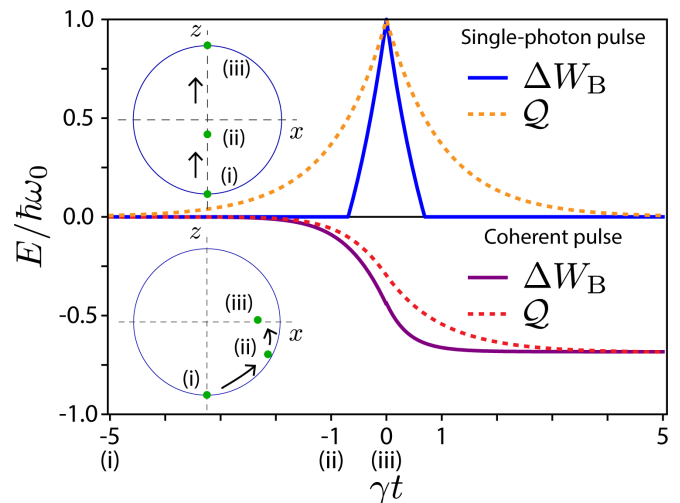 1.0
0.5
0.0
-0.5
-1.0
E/ħω₀
z
(iii)
x
(ii)
(i)
Single-photon pulse
ΔW_B
𝒬
z
(iii)
x
(ii)
(i)
Coherent pulse
ΔW_B
𝒬
-5 -1 0 1 5
(i) (ii) (iii)
γt